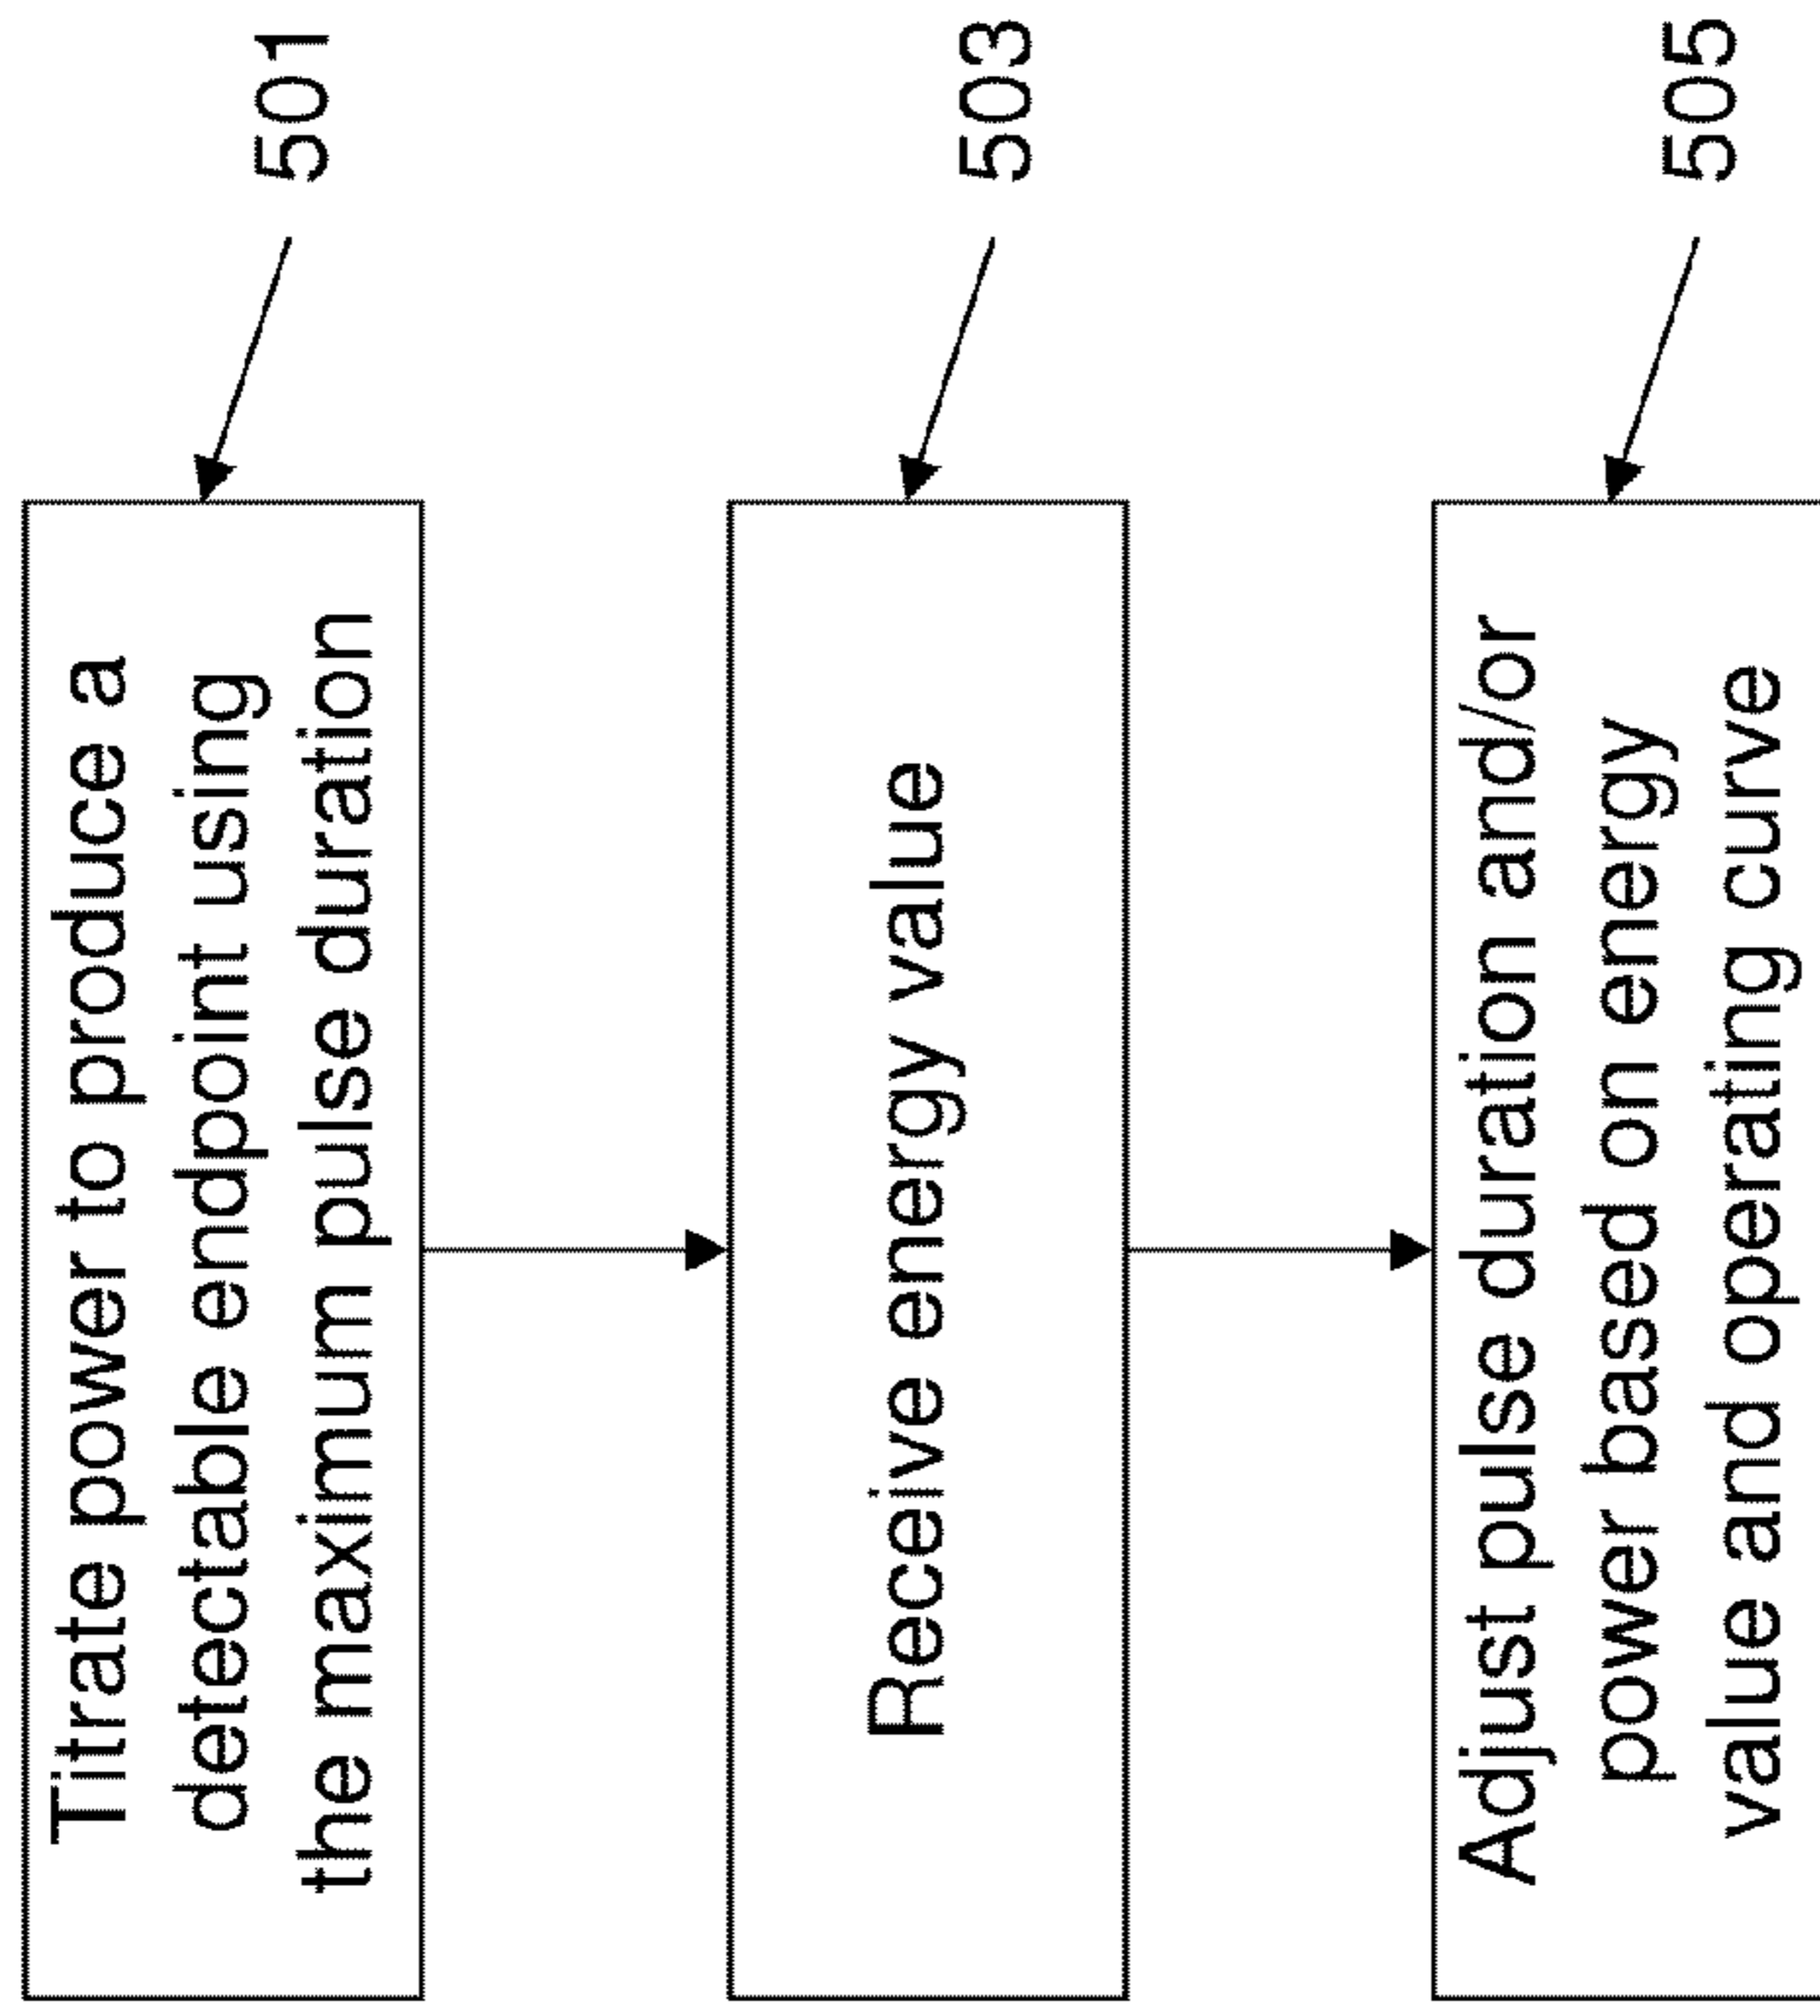 Titrate power to produce a
detectable endpoint using
the maximum pulse duration
501
Receive energy value
503
Adjust pulse duration and/or
power based on energy
value and operating curve
505